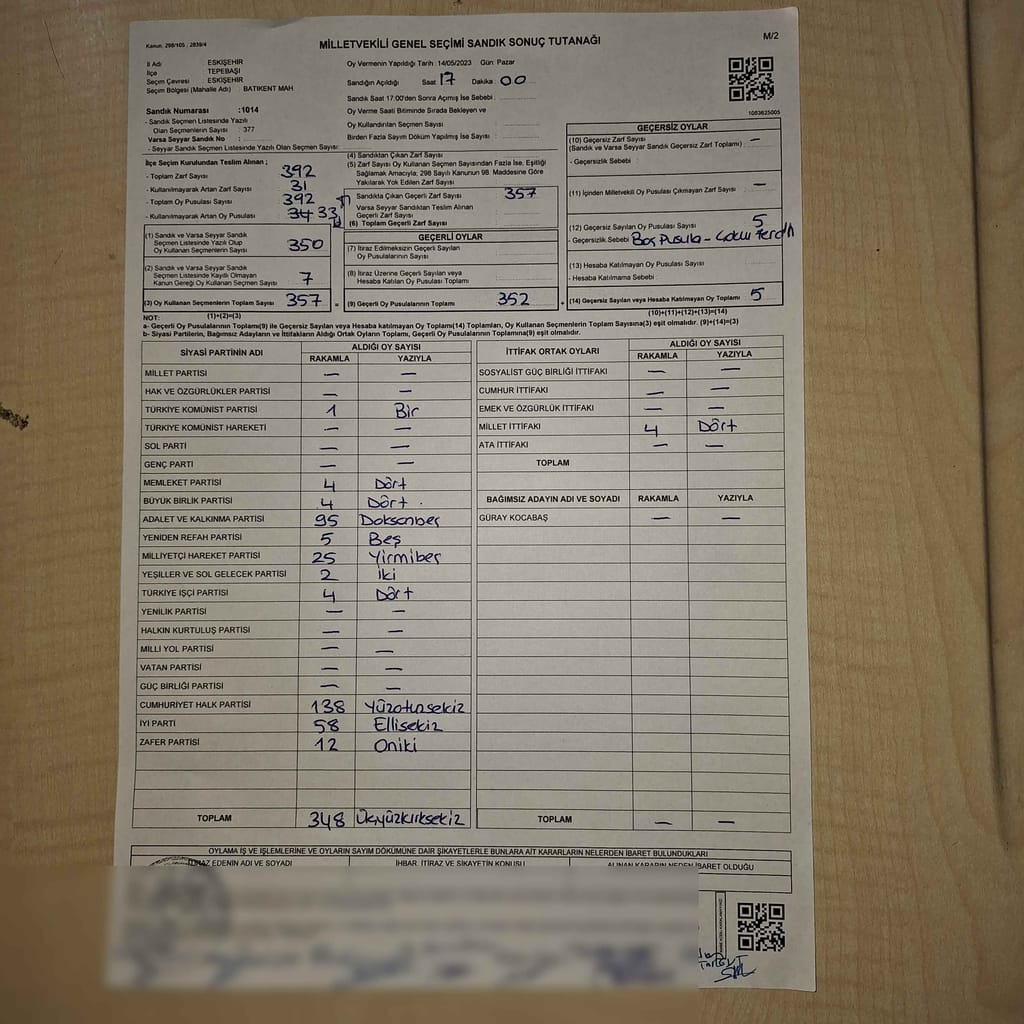 Kanun: 298/105 ; 2839/4
MİLLETVEKİLİ GENEL SEÇİMİ SANDIK SONUÇ TUTANAĞI
M/2
İl Adı ESKİŞEHİR
İlçe TEPEBAŞI
Seçim Çevresi ESKİŞEHİR
Seçim Bölgesi (Mahalle Adı) BATIKENT MAH
Sandık Numarası :1014
- Sandık Seçmen Listesinde Yazılı
Olan Seçmenlerin Sayısı : 377
Varsa Seyyar Sandık No :
- Seyyar Sandık Seçmen Listesinde Yazılı Olan Seçmen Sayısı:
Oy Vermenin Yapıldığı Tarih :14/05/2023 Gün: Pazar
Sandığın Açıldığı Saat 17 Dakika 00
Sandık Saat 17.00'den Sonra Açılmış İse Sebebi :
Oy Verme Saati Bitiminde Sırada Bekleyen ve
Oy Kullandırılan Seçmen Sayısı :
Birden Fazla Sayım Döküm Yapılmış İse Sayısı :
1083625005
İlçe Seçim Kurulundan Teslim Alınan ;
- Toplam Zarf Sayısı : 392
- Kullanılmayarak Artan Zarf Sayısı : 31
- Toplam Oy Pusulası Sayısı : 392
- Kullanılmayarak Artan Oy Pusulası : 34 33
(1) Sandık ve Varsa Seyyar Sandık
Seçmen Listesinde Yazılı Olup
Oy Kullanan Seçmenlerin Sayısı 350
(2) Sandık ve Varsa Seyyar Sandık
Seçmen Listesinde Kayıtlı Olmayan
Kanun Gereği Oy Kullanan Seçmen Sayısı 7
(3) Oy Kullanan Seçmenlerin Toplam Sayısı 357 =
(1)+(2)=(3)
(4) Sandıktan Çıkan Zarf Sayısı
(5) Zarf Sayısı Oy Kullanan Seçmen Sayısından Fazla İse, Eşitliği
Sağlamak Amacıyla; 298 Sayılı Kanunun 98. Maddesine Göre
Yakılarak Yok Edilen Zarf Sayısı
Sandıkta Çıkan Geçerli Zarf Sayısı 357
Varsa Seyyar Sandıktan Teslim Alınan
Geçerli Zarf Sayısı
(6) Toplam Geçerli Zarf Sayısı
GEÇERLİ OYLAR
(7) İtiraz Edilmeksizin Geçerli Sayılan
Oy Pusulalarının Sayısı
(8) İtiraz Üzerine Geçerli Sayılan veya
Hesaba Katılan Oy Pusulası Toplamı
(9) Geçerli Oy Pusulalarının Toplamı 352 +
GEÇERSİZ OYLAR
(10) Geçersiz Zarf Sayısı
(Sandık ve Varsa Seyyar Sandık Geçersiz Zarf Toplamı) : —
- Geçersizlik Sebebi :
(11) İçinden Milletvekili Oy Pusulası Çıkmayan Zarf Sayısı —
(12) Geçersiz Sayılan Oy Pusulası Sayısı 5
- Geçersizlik Sebebi Boş Pusula -
(13) Hesaba Katılmayan Oy Pusulası Sayısı
- Hesaba Katılmama Sebebi
(14) Geçersiz Sayılan veya Hesaba Katılmayan Oy Toplamı 5
(10)+(11)+(12)+(13)=(14)
NOT:
a- Geçerli Oy Pusulalarının Toplamı(9) ile Geçersiz Sayılan veya Hesaba katılmayan Oy Toplamı(14) Toplamları, Oy Kullanan Seçmenlerin Toplam Sayısına(3) eşit olmalıdır. (9)+(14)=(3)
b- Siyasi Partilerin, Bağımsız Adayların ve İttifakların Aldığı Ortak Oyların Toplamı, Geçerli Oy Pusulalarının Toplamına(9) eşit olmalıdır.
SİYASİ PARTİNİN ADI ALDIĞI OY SAYISI
RAKAMLA YAZIYLA
MİLLET PARTİSİ — —
HAK VE ÖZGÜRLÜKLER PARTİSİ — —
TÜRKİYE KOMÜNİST PARTİSİ 1 Bir
TÜRKİYE KOMÜNİST HAREKETİ — —
SOL PARTİ — —
GENÇ PARTİ — —
MEMLEKET PARTİSİ 4 Dört
BÜYÜK BİRLİK PARTİSİ 4 Dört
ADALET VE KALKINMA PARTİSİ 95 Doksanbeş
YENİDEN REFAH PARTİSİ 5 Beş
MİLLİYETÇİ HAREKET PARTİSİ 25 Yirmibeş
YEŞİLLER VE SOL GELECEK PARTİSİ 2 İki
TÜRKİYE İŞÇİ PARTİSİ 4 Dört
YENİLİK PARTİSİ — —
HALKIN KURTULUŞ PARTİSİ — —
MİLLİ YOL PARTİSİ — —
VATAN PARTİSİ — —
GÜÇ BİRLİĞİ PARTİSİ — —
CUMHURİYET HALK PARTİSİ 138 Yüzotuzsekiz
İYİ PARTİ 58 Ellisekiz
ZAFER PARTİSİ 12 Oniki
TOPLAM 348 Üçyüzkırksekiz
İTTİFAK ORTAK OYLARI ALDIĞI OY SAYISI
RAKAMLA YAZIYLA
SOSYALİST GÜÇ BİRLİĞİ İTTİFAKI — —
CUMHUR İTTİFAKI — —
EMEK VE ÖZGÜRLÜK İTTİFAKI — —
MİLLET İTTİFAKI 4 Dört
ATA İTTİFAKI — —
TOPLAM
BAĞIMSIZ ADAYIN ADI VE SOYADI RAKAMLA YAZIYLA
GÜRAY KOCABAŞ — —
TOPLAM — —
OYLAMA İŞ VE İŞLEMLERİNE VE OYLARIN SAYIM DÖKÜMÜNE DAİR ŞİKAYETLERLE BUNLARA AİT KARARLARIN NELERDEN İBARET BULUNDUKLARI
İTİRAZ EDENİN ADI VE SOYADI İHBAR, İTİRAZ VE ŞİKAYETİN KONUSU ALINAN KARARIN NEDEN İBARET OLDUĞU